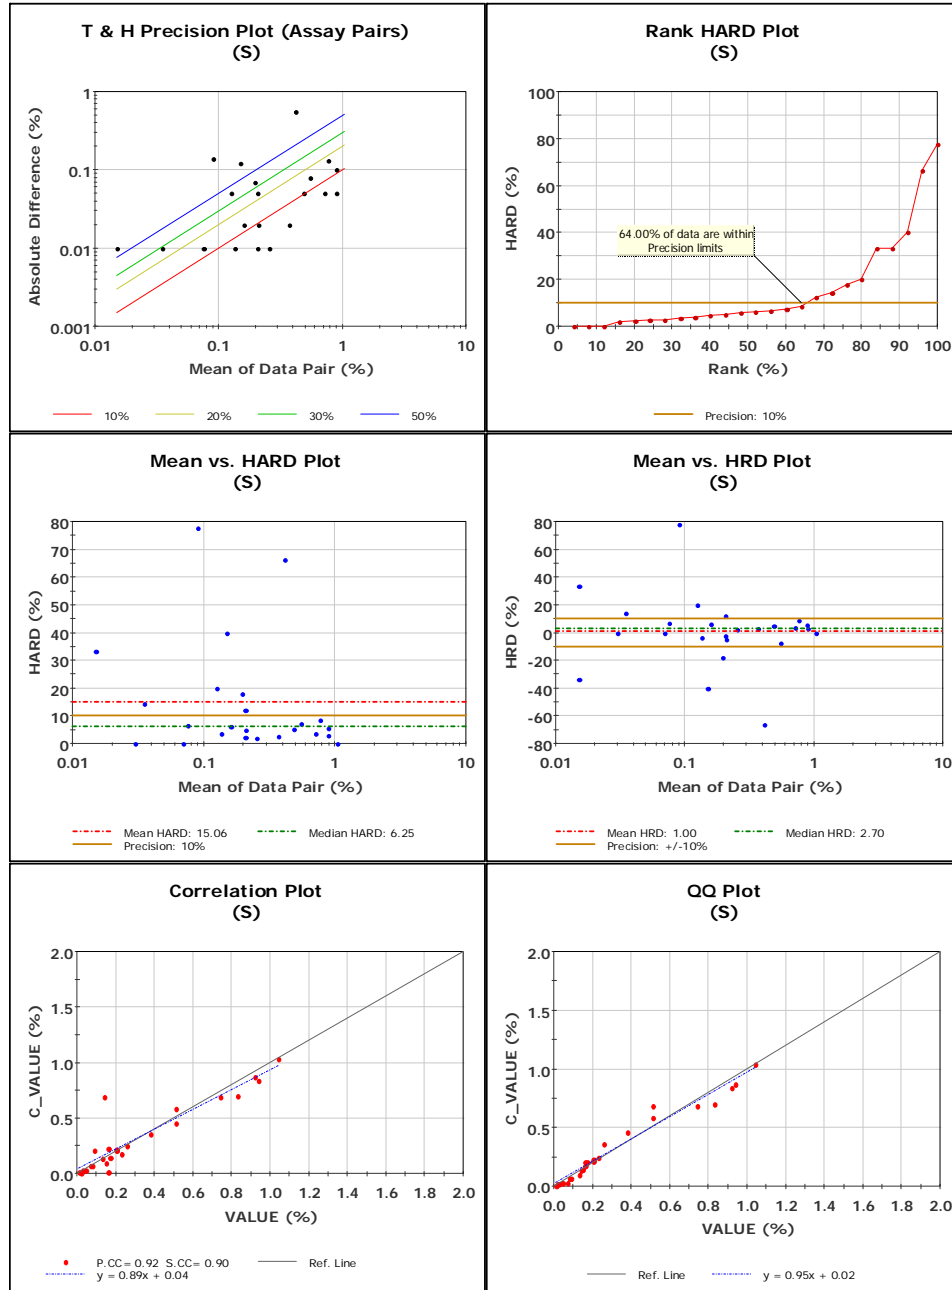 T & H Precision Plot (Assay Pairs)
(S)
Absolute Difference (%)
1
0.1
0.01
0.001
0.01 0.1 1 10
Mean of Data Pair (%)
10% 20% 30% 50%
Rank HARD Plot
(S)
HARD (%)
100
80
60
40
20
0
64.00% of data are within
Precision limits
0 10 20 30 40 50 60 70 80 90 100
Rank (%)
Precision: 10%
Mean vs. HARD Plot
(S)
HARD (%)
80
70
60
50
40
30
20
10
0
0.01 0.1 1 10
Mean of Data Pair (%)
Mean HARD: 15.06 Median HARD: 6.25
Precision: 10%
Mean vs. HRD Plot
(S)
HRD (%)
80
60
40
20
0
-20
-40
-60
-80
0.01 0.1 1 10
Mean of Data Pair (%)
Mean HRD: 1.00 Median HRD: 2.70
Precision: +/-10%
Correlation Plot
(S)
C_VALUE (%)
2.0
1.5
1.0
0.5
0.0
0.0 0.2 0.4 0.6 0.8 1.0 1.2 1.4 1.6 1.8 2.0
VALUE (%)
P.CC= 0.92 S.CC= 0.90 Ref. Line
y = 0.89x + 0.04
QQ Plot
(S)
C_VALUE (%)
2.0
1.5
1.0
0.5
0.0
0.0 0.2 0.4 0.6 0.8 1.0 1.2 1.4 1.6 1.8 2.0
VALUE (%)
Ref. Line y = 0.95x + 0.02